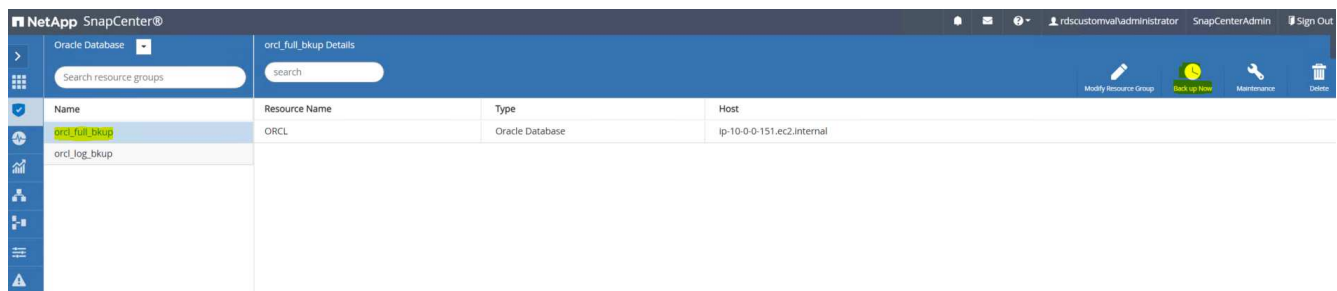 NetApp SnapCenter®
rdscustomval\administrator SnapCenterAdmin Sign Out
Oracle Database
orcl_full_bkup Details
Search resource groups
search
Modify Resource Group Back up Now Maintenance Delete
Name
Resource Name Type Host
orcl_full_bkup
ORCL Oracle Database ip-10-0-0-151.ec2.internal
orcl_log_bkup